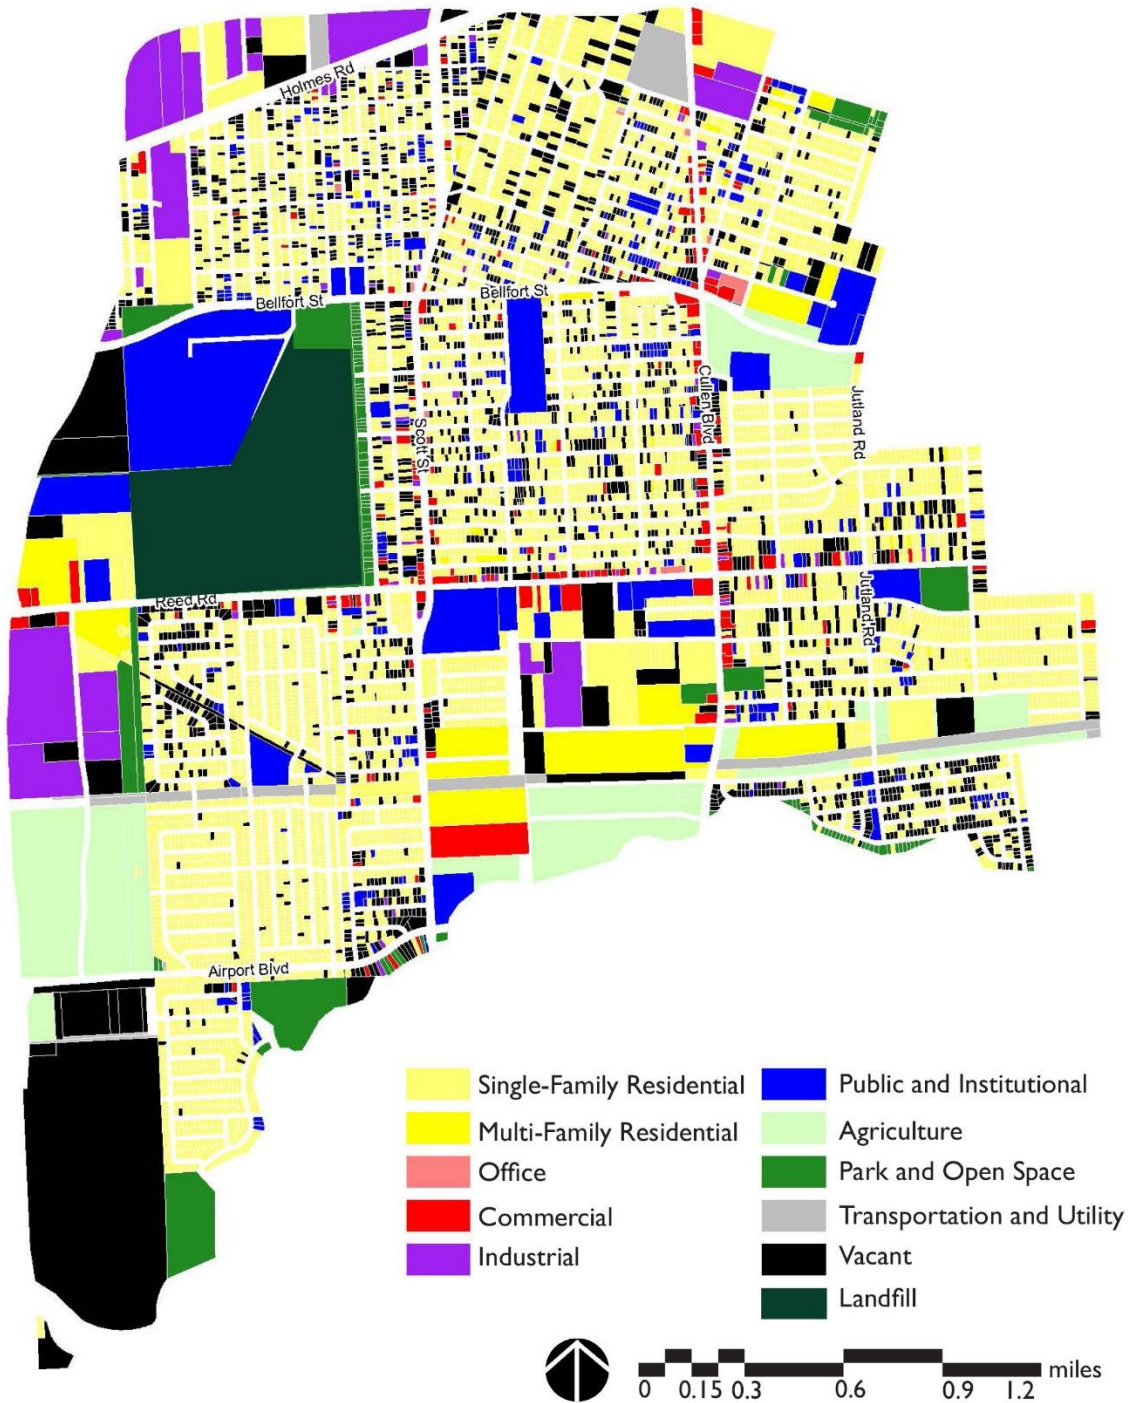 Holmes Rd
Bellfort St
Bellfort St
Scott St
Cullen Blvd
Jutland Rd
Reed Rd
Jutland Rd
Airport Blvd
Single-Family Residential
Multi-Family Residential
Office
Commercial
Industrial
Public and Institutional
Agriculture
Park and Open Space
Transportation and Utility
Vacant
Landfill
miles
0 0.15 0.3 0.6 0.9 1.2